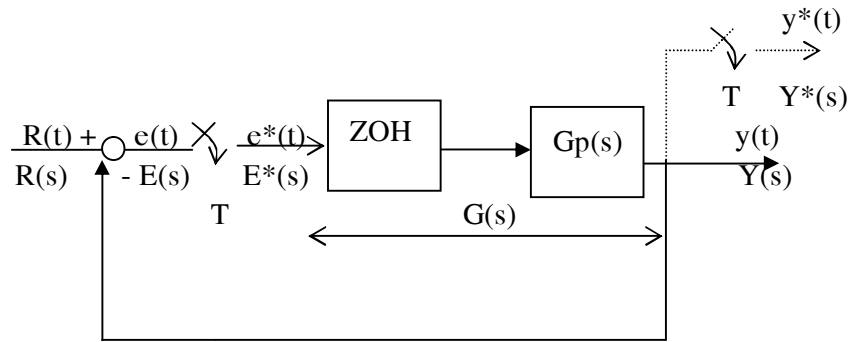 y*(t)
T Y*(s)
R(t) + e(t) e*(t) ZOH Gp(s) y(t)
R(s) - E(s) E*(s) Y(s)
T G(s)